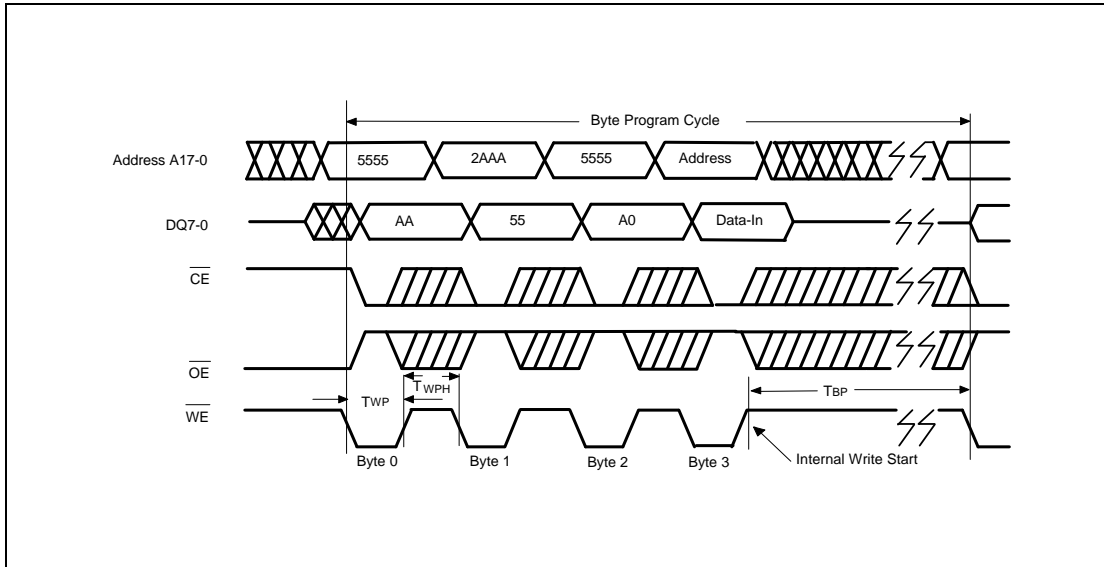 Byte Program Cycle
Address A17-0 5555 2AAA 5555 Address
DQ7-0 AA 55 A0 Data-In
CE
OE
TWP TWPH TBP
WE
Byte 0 Byte 1 Byte 2 Byte 3 Internal Write Start